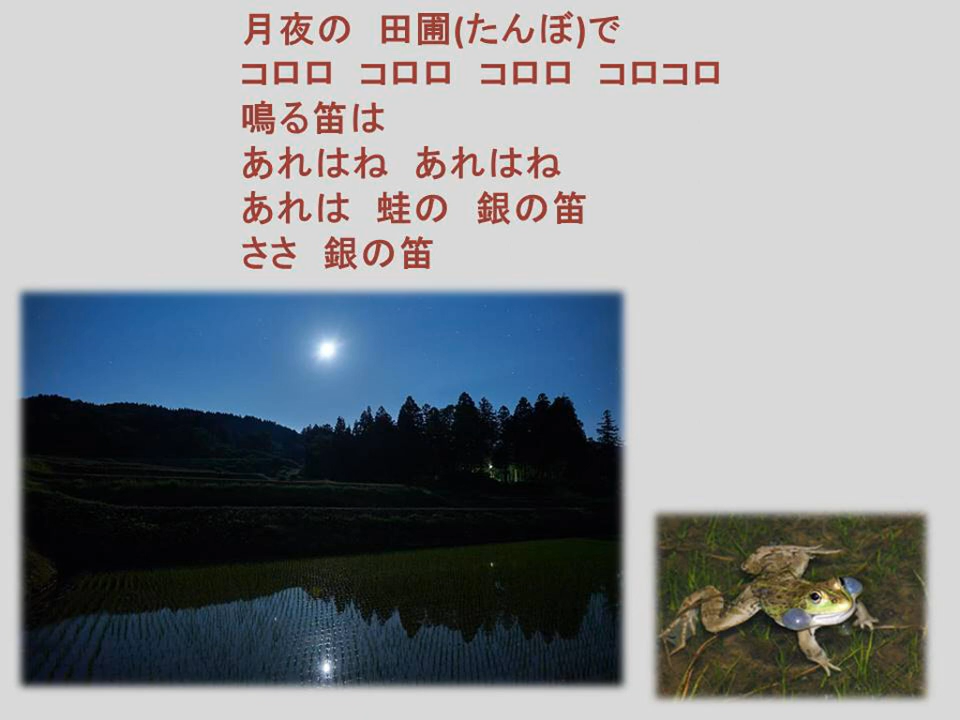 月夜の　田圃(たんぼ)で
コロロ　コロロ　コロロ　コロコロ
鳴る笛は
あれはね　あれはね
あれは　蛙の　銀の笛
ささ　銀の笛